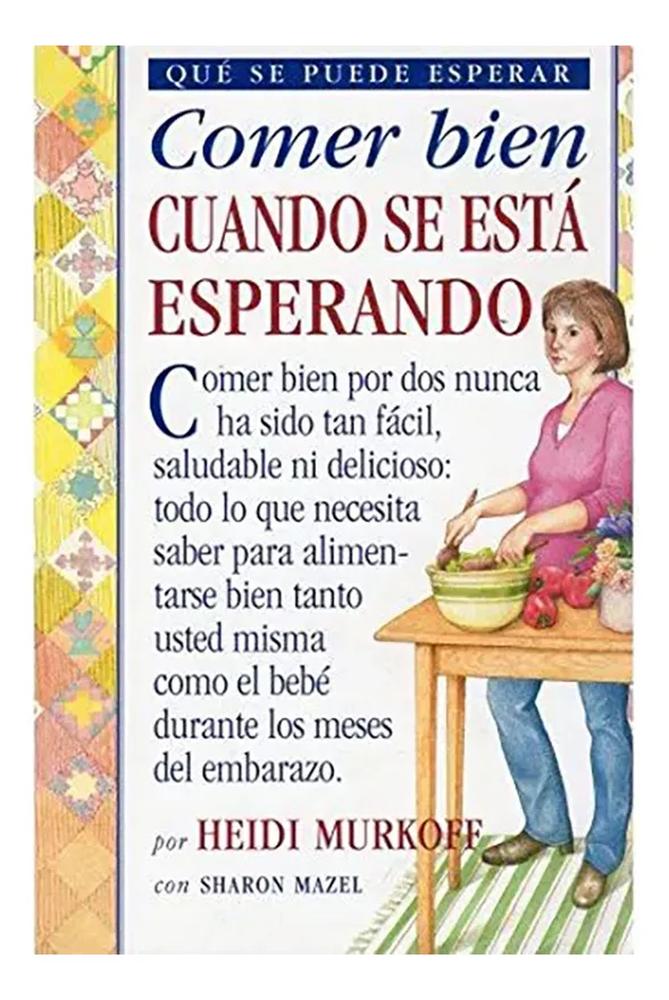 QUÉ SE PUEDE ESPERAR
Comer bien
CUANDO SE ESTÁ
ESPERANDO
Comer bien por dos nunca
ha sido tan fácil,
saludable ni delicioso:
todo lo que necesita
saber para alimen-
tarse bien tanto
usted misma
como el bebé
durante los meses
del embarazo.
por HEIDI MURKOFF
con SHARON MAZEL